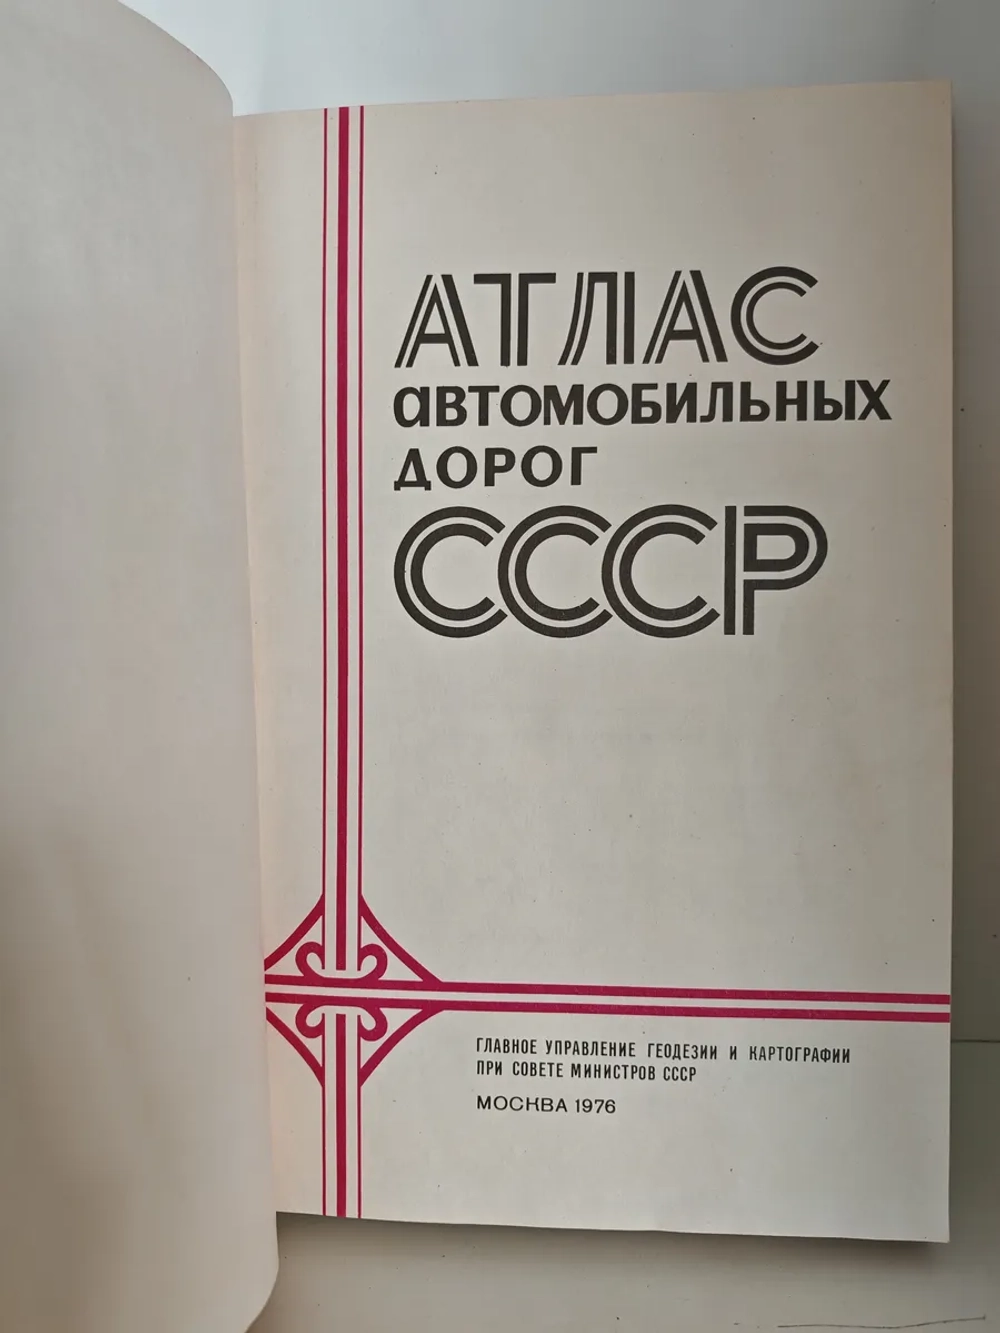 АТЛАС
автомобильных
дорог
СССР
ГЛАВНОЕ УПРАВЛЕНИЕ ГЕОДЕЗИИ И КАРТОГРАФИИ
ПРИ СОВЕТЕ МИНИСТРОВ СССР
МОСКВА 1976